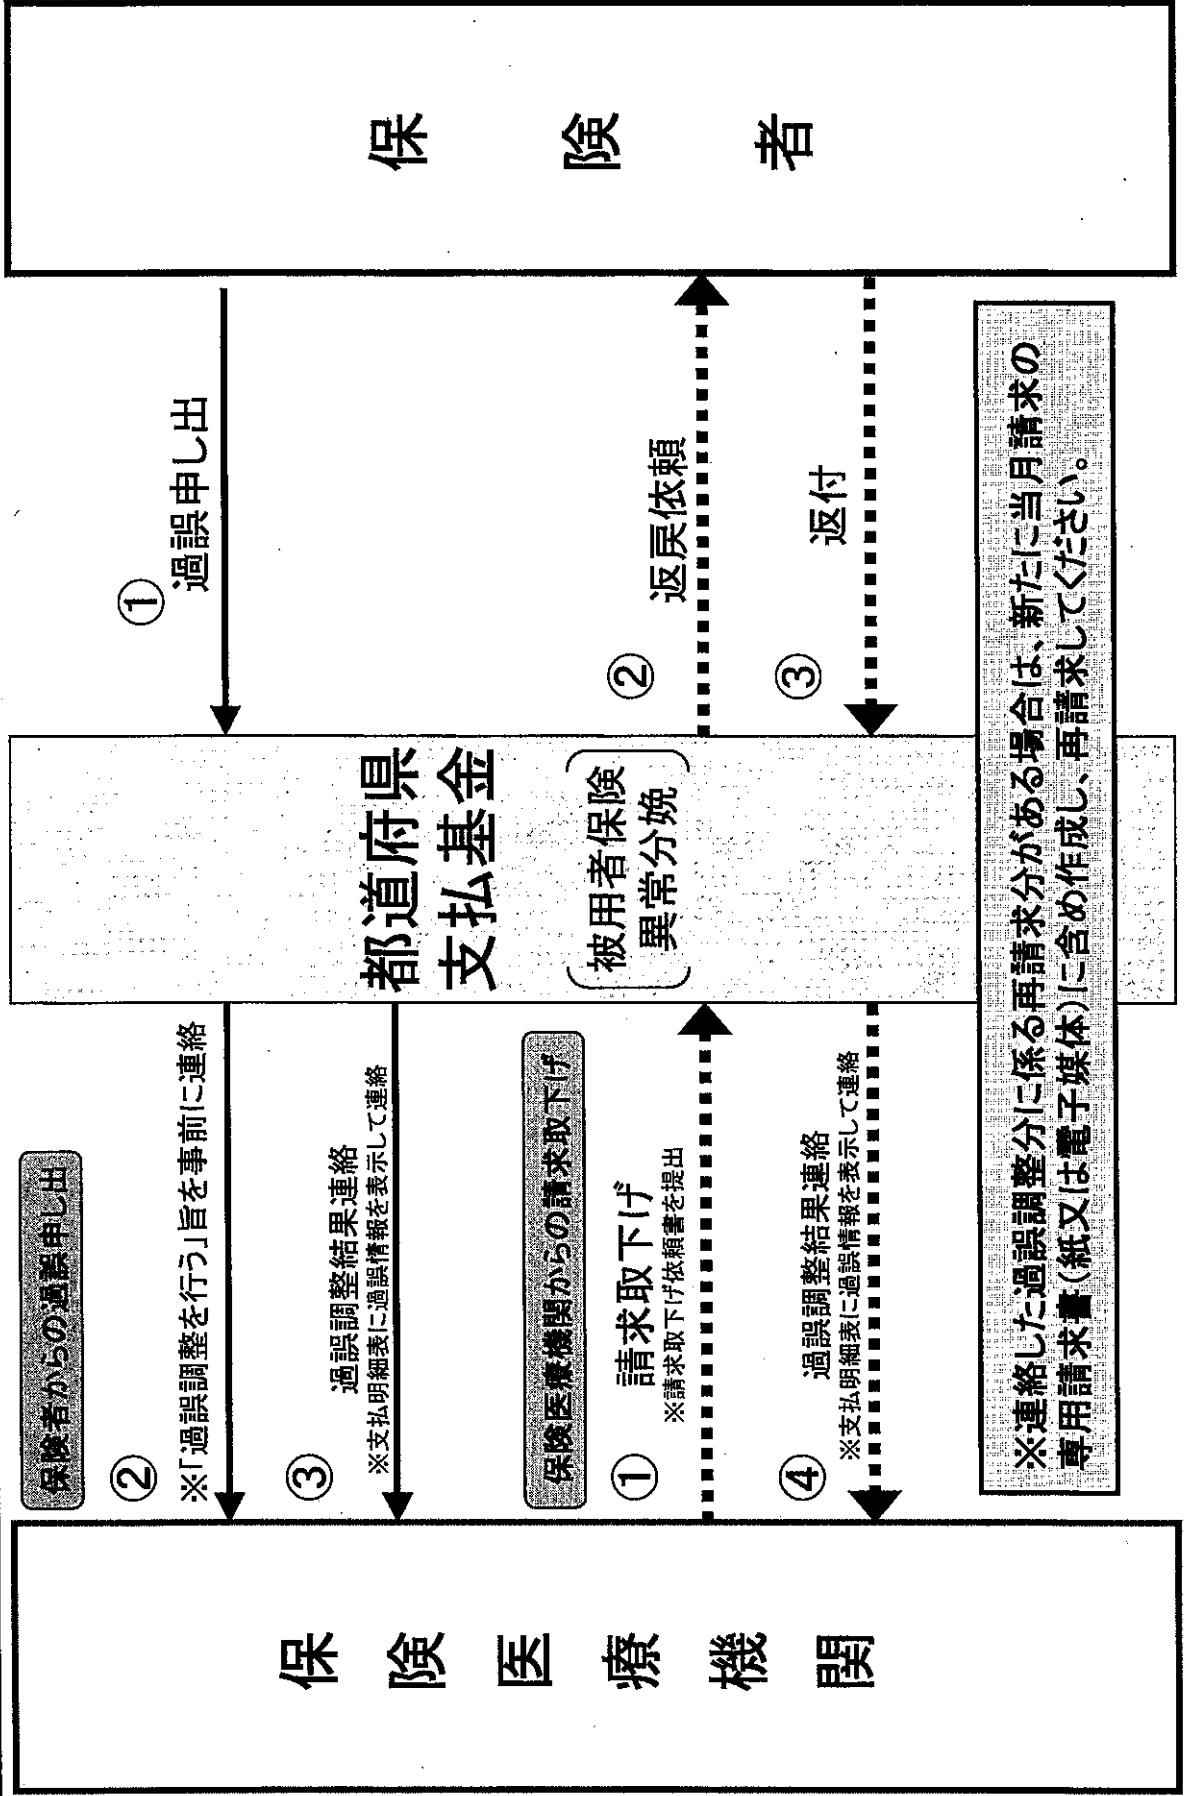 保険医療機関
保険者からの過誤申し出
②
※「過誤調整を行う」旨を事前に連絡
③
過誤調整結果連絡
※支払明細表に過誤情報を表示して連絡
保険医療機関からの請求取下げ
①
請求取下げ
※請求取下げ依頼書を提出
④
過誤調整結果連絡
※支払明細表に過誤情報を表示して連絡
都道府県
支払基金
被用者保険
異常分娩
①
過誤申し出
②
返戻依頼
③
返付
保険者
※連絡した過誤調整分に係る再請求分がある場合は、新たに当月請求の
専用請求書(紙又は電子媒体)に含め作成し、再請求してください。